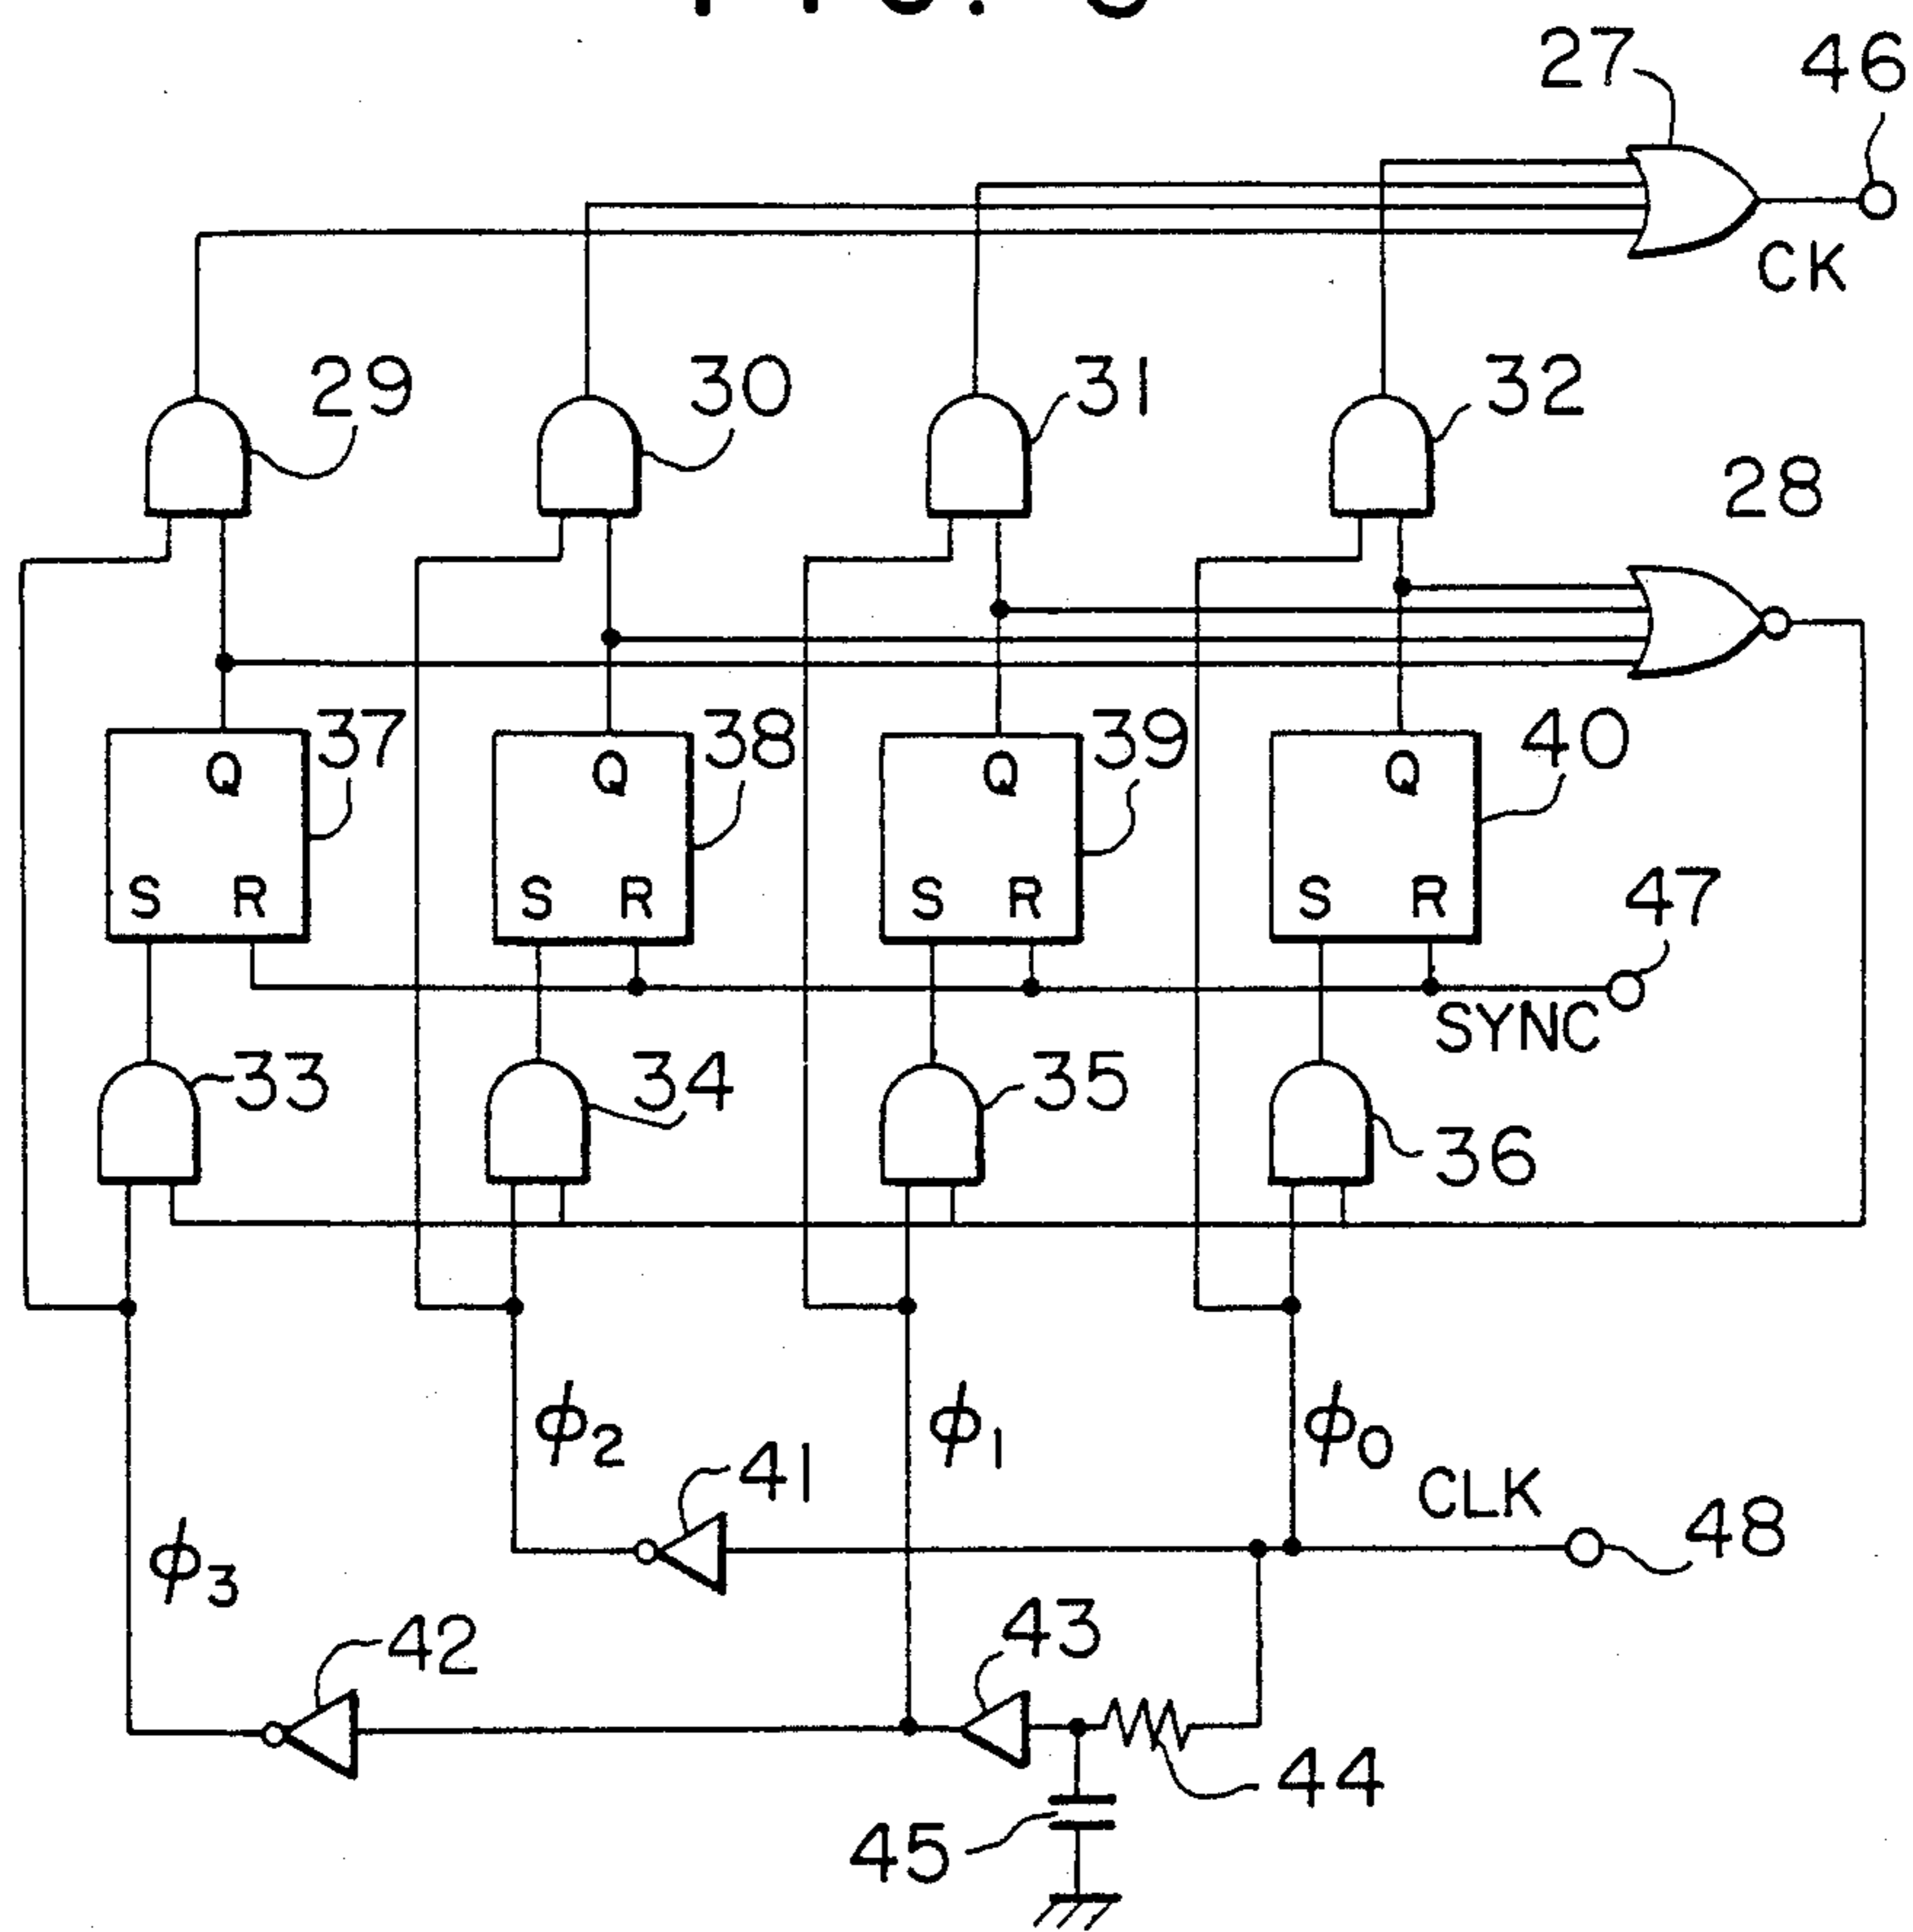 27 46
CK
29 30 31 32
28
Q 37 Q 38 Q 39 Q 40
S R S R S R S R 47
SYNC
33 34 35 36
ϕ2 ϕ1 ϕ0
41 CLK 48
ϕ3
42 43
44
45